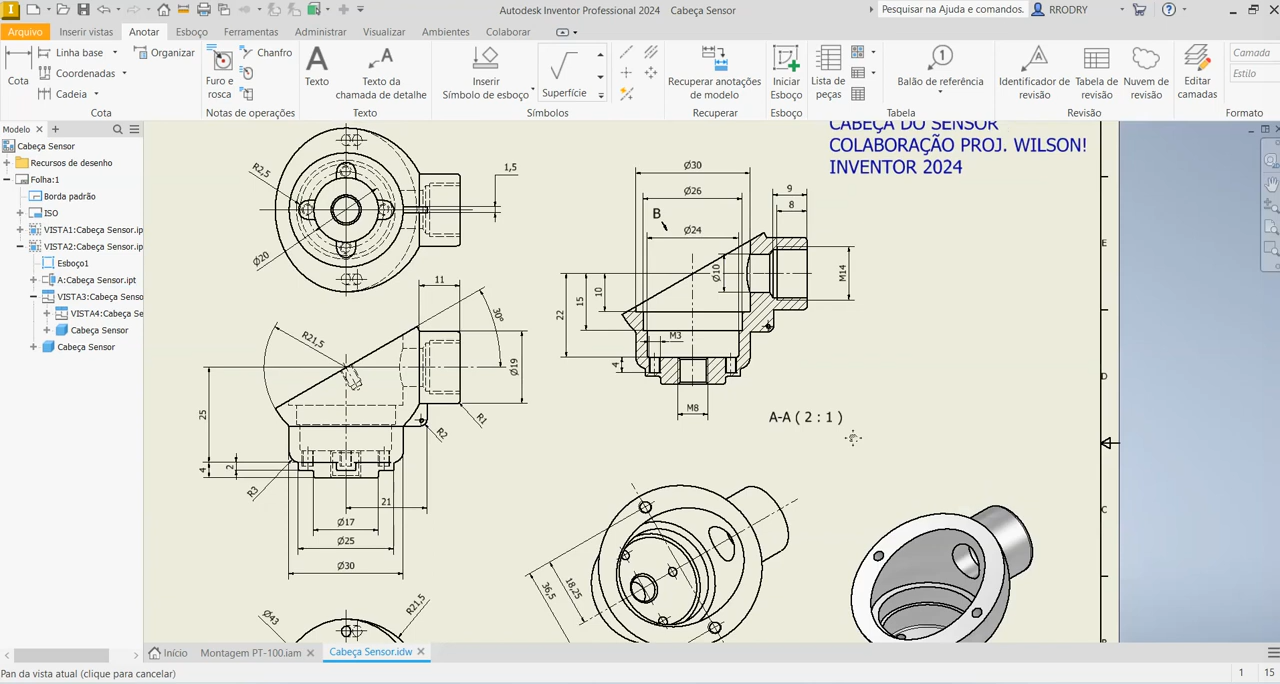 Autodesk Inventor Professional 2024 Cabeça Sensor
Pesquisar na Ajuda e comandos.
RRODRY
Arquivo Inserir vistas Anotar Esboço Ferramentas Administrar Visualizar Ambientes Colaborar
Cota
Linha base
Coordenadas
Cadeia
Organizar
Cota
Furo e rosca
Chanfro
Notas de operações
Texto
Texto da chamada de detalhe
Texto
Inserir
Símbolo de esboço
Superfície
Símbolos
Recuperar anotações de modelo
Recuperar
Iniciar Esboço
Esboço
Lista de peças
Balão de referência
Tabela
Identificador de revisão
Tabela de revisão
Nuvem de revisão
Revisão
Editar camadas
Camada
Estilo
Formato
Modelo
Cabeça Sensor
Recursos de desenho
Folha:1
Borda padrão
ISO
VISTA1:Cabeça Sensor.ip
VISTA2:Cabeça Sensor.ip
Esboço1
A:Cabeça Sensor.ipt
VISTA3:Cabeça Senso
VISTA4:Cabeça Se
Cabeça Sensor
Cabeça Sensor
CABEÇA DO SENSOR
COLABORAÇÃO PROJ. WILSON!
INVENTOR 2024
R2,5
1,5
Ø20
11
30°
R21,5
Ø19
25
R1
R2
4
2
R3
21
Ø17
Ø25
Ø30
Ø30
Ø26
B
Ø24
9
8
Ø10
M14
22
15
10
M3
4
M8
A-A ( 2 : 1 )
36,5
18,25
Ø43
R21,5
E
D
C
Início Montagem PT-100.iam Cabeça Sensor.idw
Pan da vista atual (clique para cancelar)
1 15